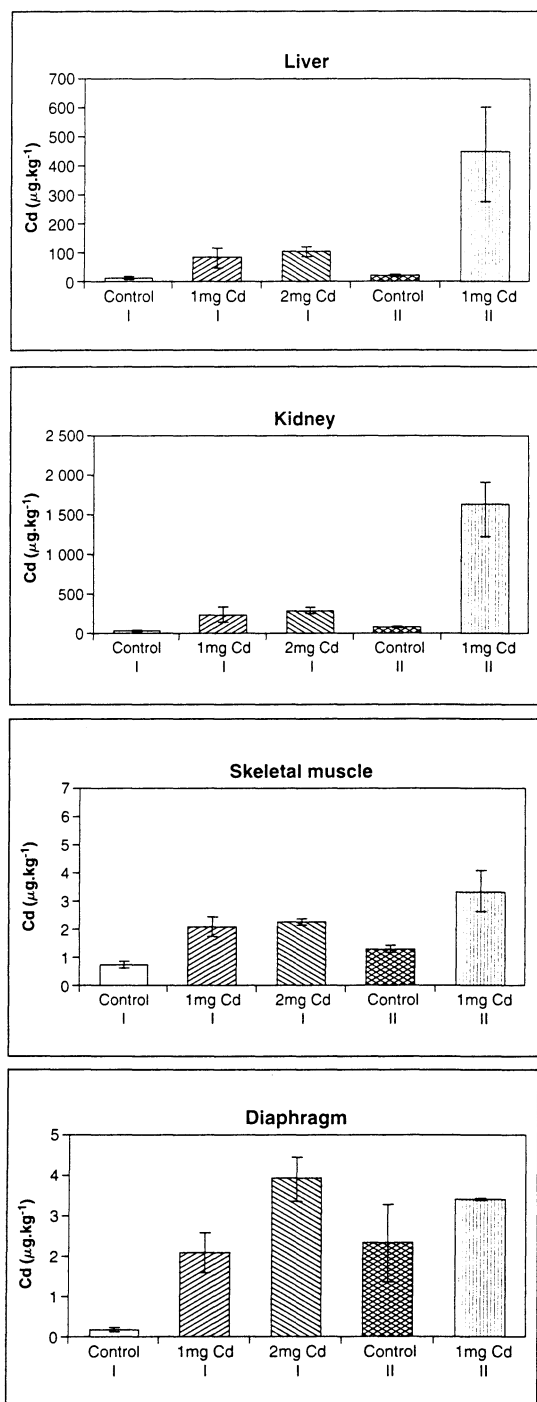 Liver
Cd (µg.kg⁻¹)
700
600
500
400
300
200
100
0
Control 1mg Cd 2mg Cd Control 1mg Cd
I I I II II
Kidney
Cd (µg.kg⁻¹)
2 500
2 000
1 500
1 000
500
0
Control 1mg Cd 2mg Cd Control 1mg Cd
I I I II II
Skeletal muscle
Cd (µg.kg⁻¹)
7
6
5
4
3
2
1
0
Control 1mg Cd 2mg Cd Control 1mg Cd
I I I II II
Diaphragm
Cd (µg.kg⁻¹)
5
4
3
2
1
0
Control 1mg Cd 2mg Cd Control 1mg Cd
I I I II II